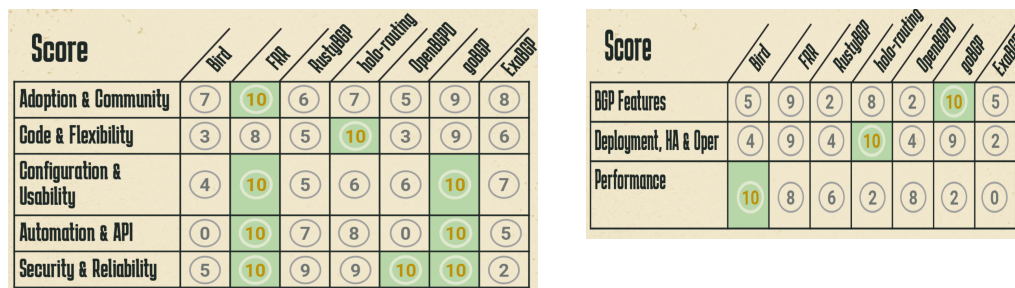 Score Bird FRR RustyBGP holo-routing OpenBGPD goBGP ExaBGP
Adoption & Community 7 10 6 7 5 9 8
Code & Flexibility 3 8 5 10 3 9 6
Configuration &
Usability 4 10 5 6 6 10 7
Automation & API 0 10 7 8 0 10 5
Security & Reliability 5 10 9 9 10 10 2
Score Bird FRR RustyBGP holo-routing OpenBGPD goBGP
BGP Features 5 9 2 8 2 10 5
Deployment, HA & Oper 4 9 4 10 4 9 2
Performance 10 8 6 2 8 2 0